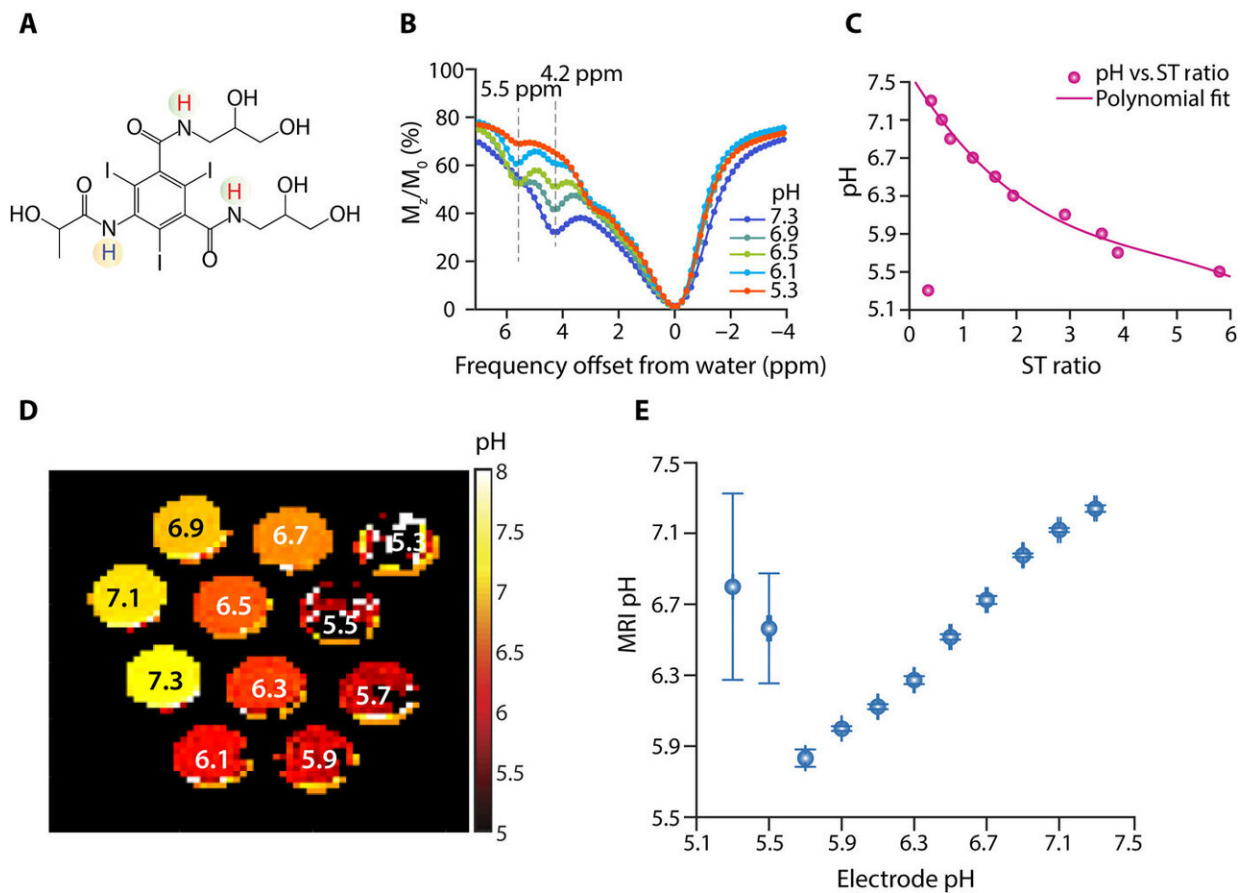 A
H
OH
O
N
OH
I
I
O
H
OH
HO
N
OH
N
H
I
O
B
100
4.2 ppm
5.5 ppm
80
60
40
20
0
Mz/M0 (%)
pH
7.3
6.9
6.5
6.1
5.3
6 4 2 0 −2 −4
Frequency offset from water (ppm)
C
7.5
7.1
6.7
6.3
5.9
5.5
5.1
pH
pH vs. ST ratio
Polynomial fit
0 1 2 3 4 5 6
ST ratio
D
pH
8
7.5
7
6.5
6
5.5
5
6.9
6.7
5.3
7.1
6.5
5.5
7.3
6.3
5.7
6.1
5.9
E
7.5
7.1
6.7
6.3
5.9
5.5
MRI pH
5.1 5.5 5.9 6.3 6.7 7.1 7.5
Electrode pH